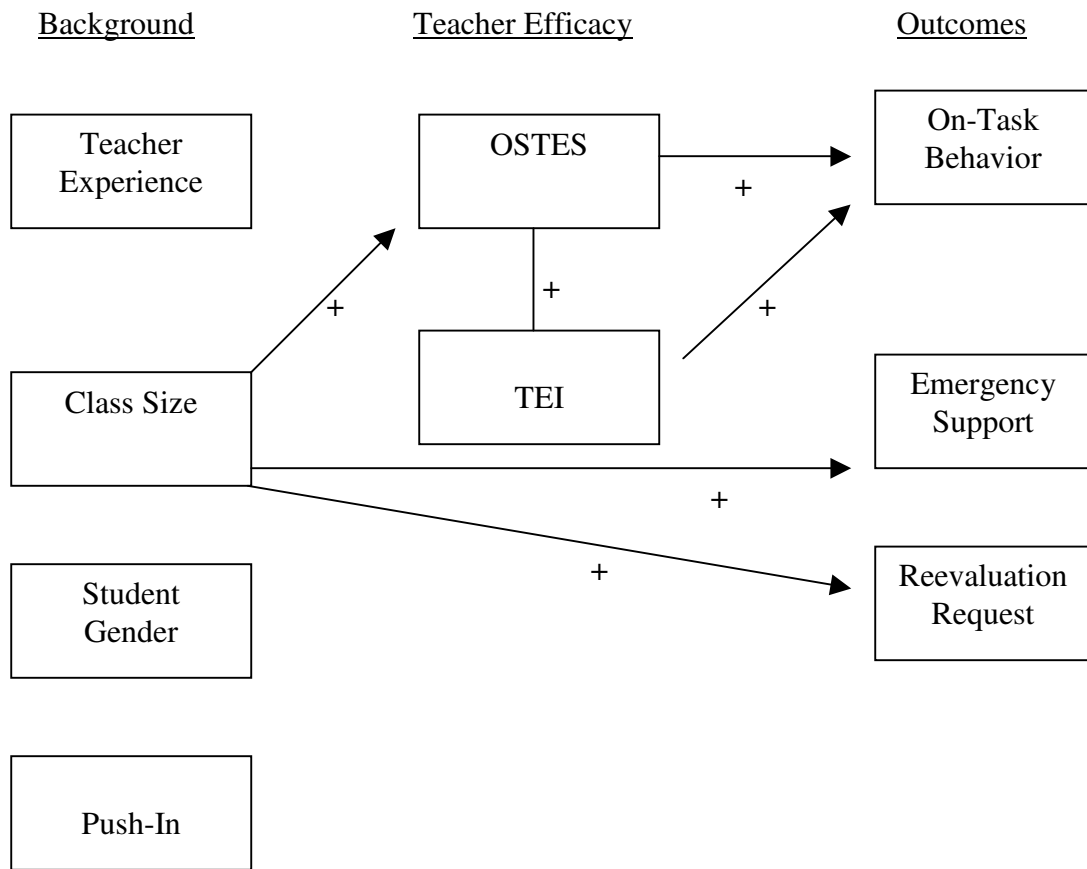 Background
Teacher Efficacy
Outcomes
Teacher
Experience
OSTES
On-Task
Behavior
+
+
+
+
Class Size
TEI
Emergency
Support
+
+
Student
Gender
Reevaluation
Request
Push-In